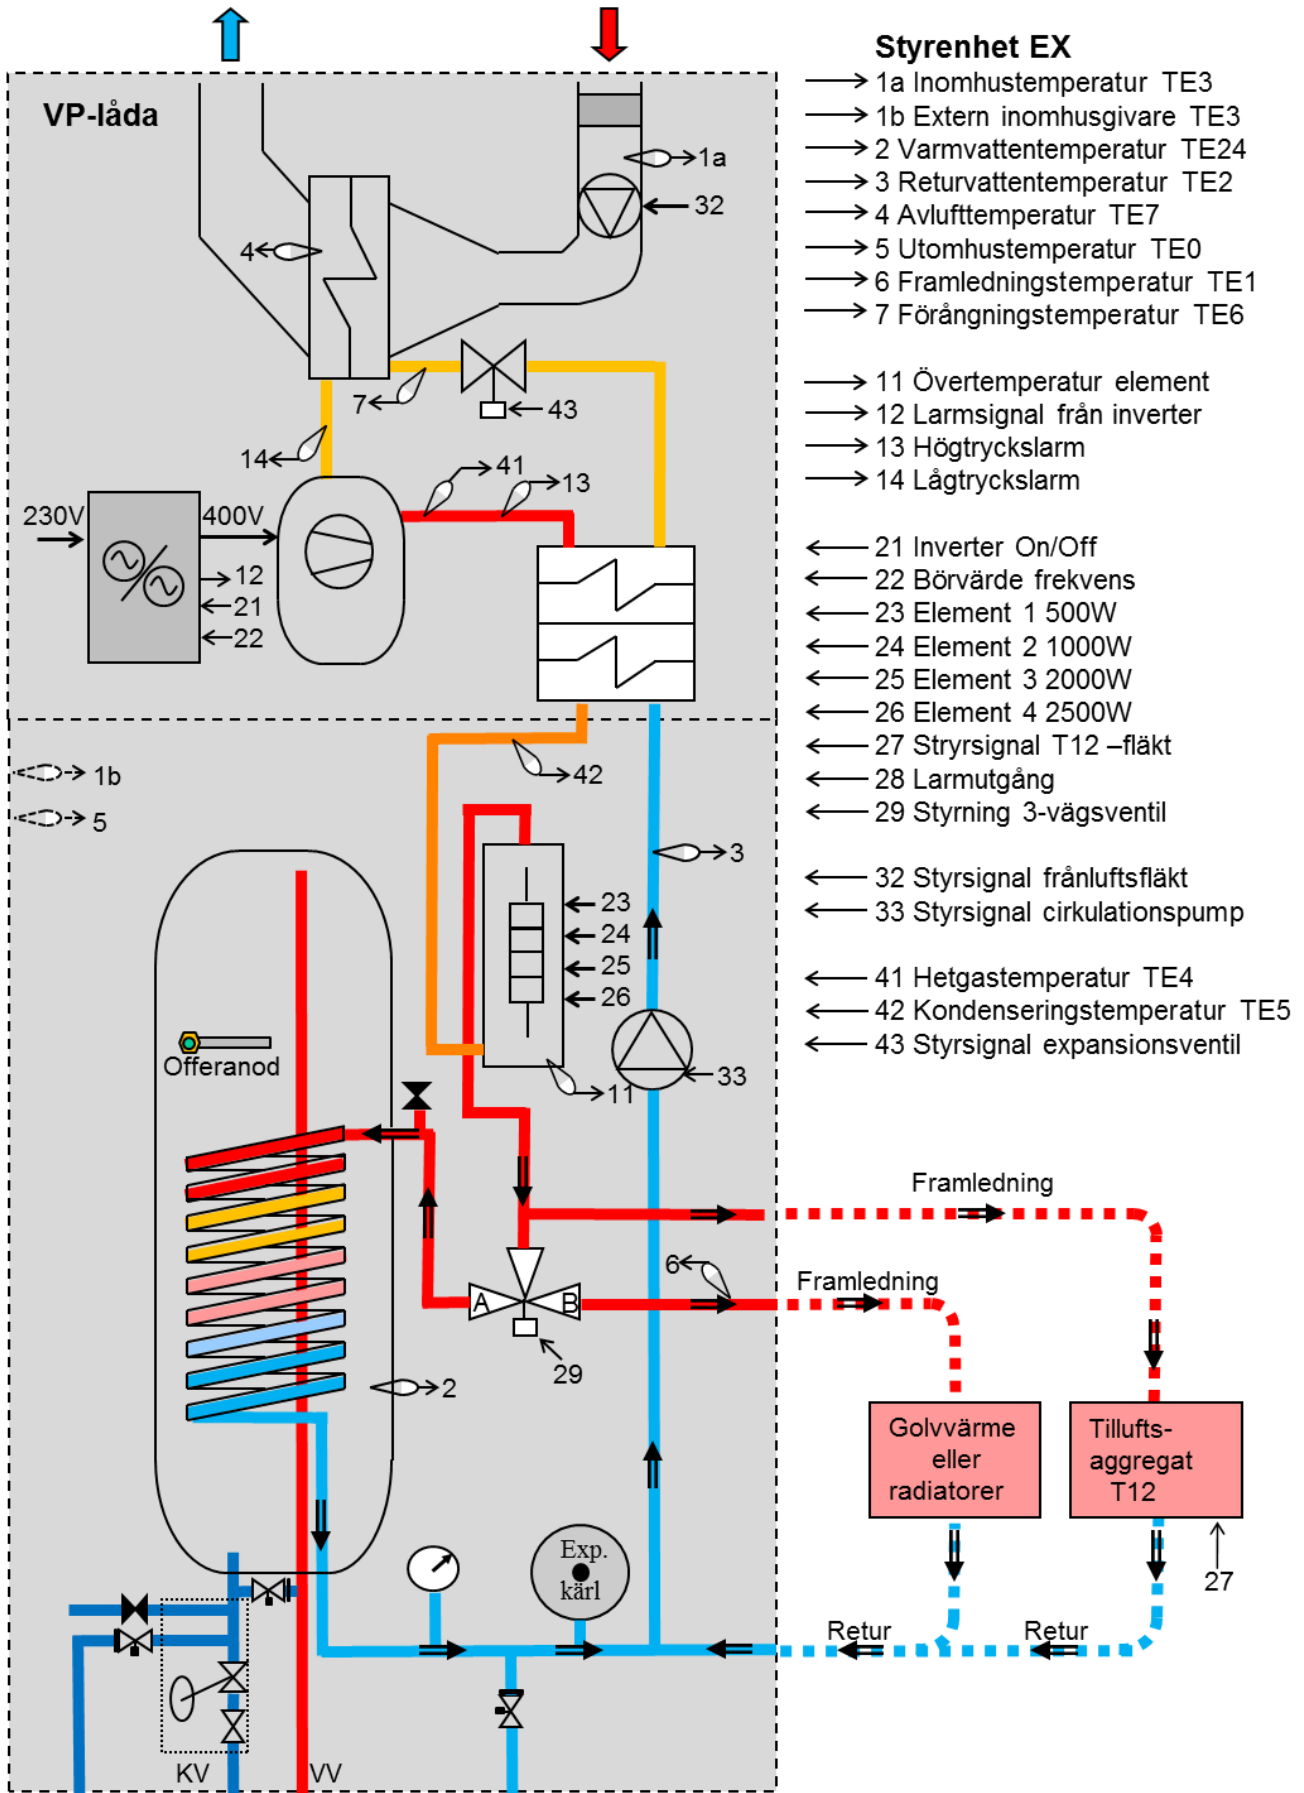 Styrenhet EX
1a Inomhustemperatur TE3
1b Extern inomhusgivare TE3
2 Varmvattentemperatur TE24
3 Returvattentemperatur TE2
4 Avlufttemperatur TE7
5 Utomhustemperatur TE0
6 Framledningstemperatur TE1
7 Förångningstemperatur TE6
11 Övertemperatur element
12 Larmsignal från inverter
13 Högtryckslarm
14 Lågtryckslarm
21 Inverter On/Off
22 Börvärde frekvens
23 Element 1 500W
24 Element 2 1000W
25 Element 3 2000W
26 Element 4 2500W
27 Stryrsignal T12 –fläkt
28 Larmutgång
29 Styrning 3-vägsventil
32 Styrsignal frånluftsfläkt
33 Styrsignal cirkulationspump
41 Hetgastemperatur TE4
42 Kondenseringstemperatur TE5
43 Styrsignal expansionsventil
VP-låda
1a
32
4
7
43
14
41
13
230V
400V
12
21
22
42
1b
5
3
23
24
25
26
Offeranod
11
33
Framledning
6
Framledning
A
B
29
2
Golvvärme
eller
radiatorer
Tillufts-
aggregat
T12
27
Exp.
kärl
Retur
Retur
KV
VV